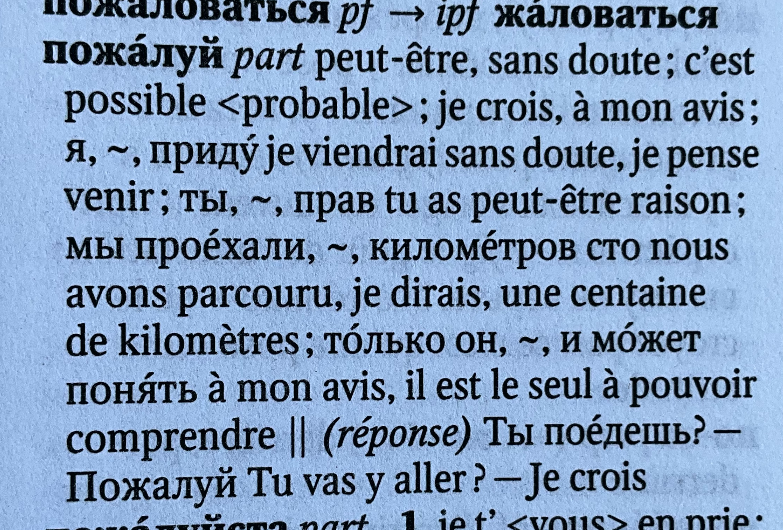 пожаловаться pf → ipf жа́ловаться
пожа́луй part peut-être, sans doute; c'est
possible <probable>; je crois, à mon avis;
я, ~, приду́ je viendrai sans doute, je pense
venir; ты, ~, прав tu as peut-être raison;
мы прое́хали, ~, киломе́тров сто nous
avons parcouru, je dirais, une centaine
de kilomètres; то́лько он, ~, и мо́жет
поня́ть à mon avis, il est le seul à pouvoir
comprendre || (réponse) Ты пое́дешь? —
Пожалуй Tu vas y aller? — Je crois
пожа́луйста part 1. je t' <vous> en prie;